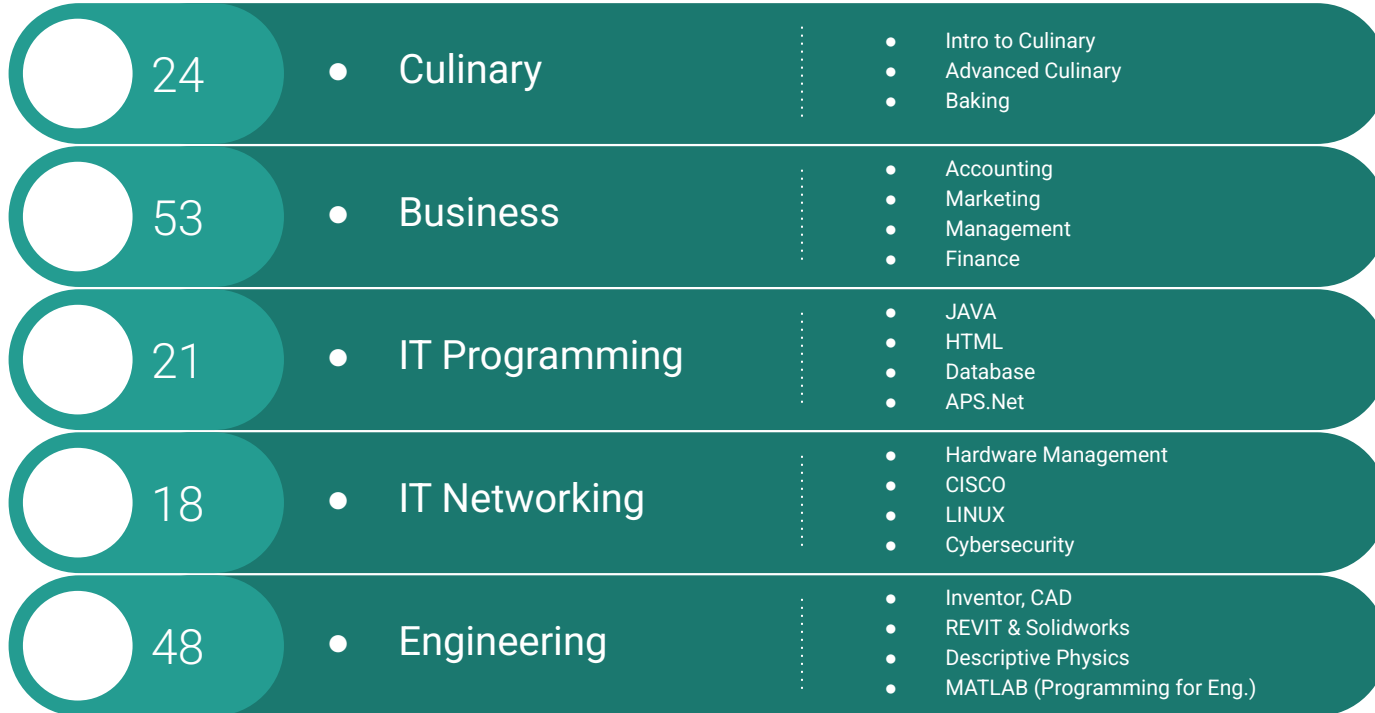 24
● Culinary
● Intro to Culinary
● Advanced Culinary
● Baking
53
● Business
● Accounting
● Marketing
● Management
● Finance
21
● IT Programming
● JAVA
● HTML
● Database
● APS.Net
18
● IT Networking
● Hardware Management
● CISCO
● LINUX
● Cybersecurity
48
● Engineering
● Inventor, CAD
● REVIT & Solidworks
● Descriptive Physics
● MATLAB (Programming for Eng.)